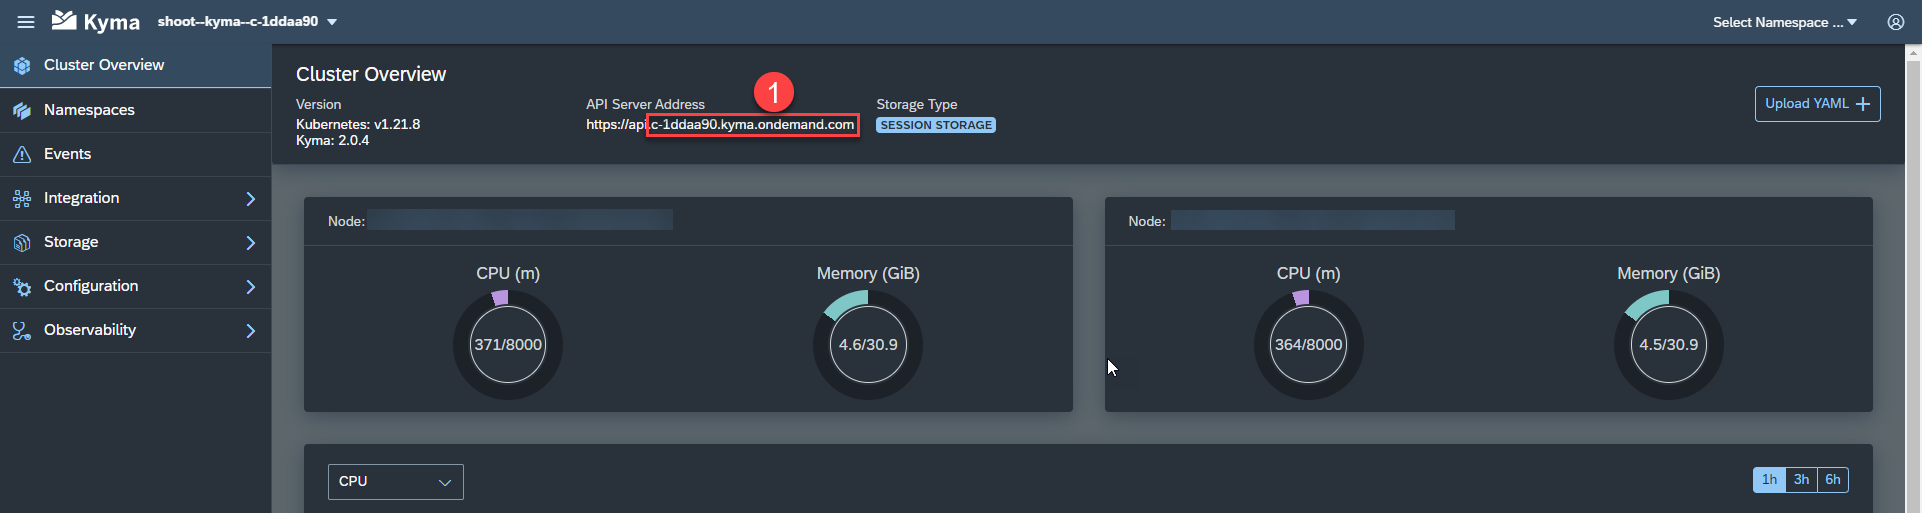 Kyma
shoot--kyma--c-1ddaa90
Select Namespace ...
Cluster Overview
Namespaces
Events
Integration
Storage
Configuration
Observability
Cluster Overview
Version
Kubernetes: v1.21.8
Kyma: 2.0.4
1
API Server Address
https://api.c-1ddaa90.kyma.ondemand.com
Storage Type
SESSION STORAGE
Upload YAML
Node:
CPU (m)
371/8000
Memory (GiB)
4.6/30.9
Node:
CPU (m)
364/8000
Memory (GiB)
4.5/30.9
CPU
1h 3h 6h